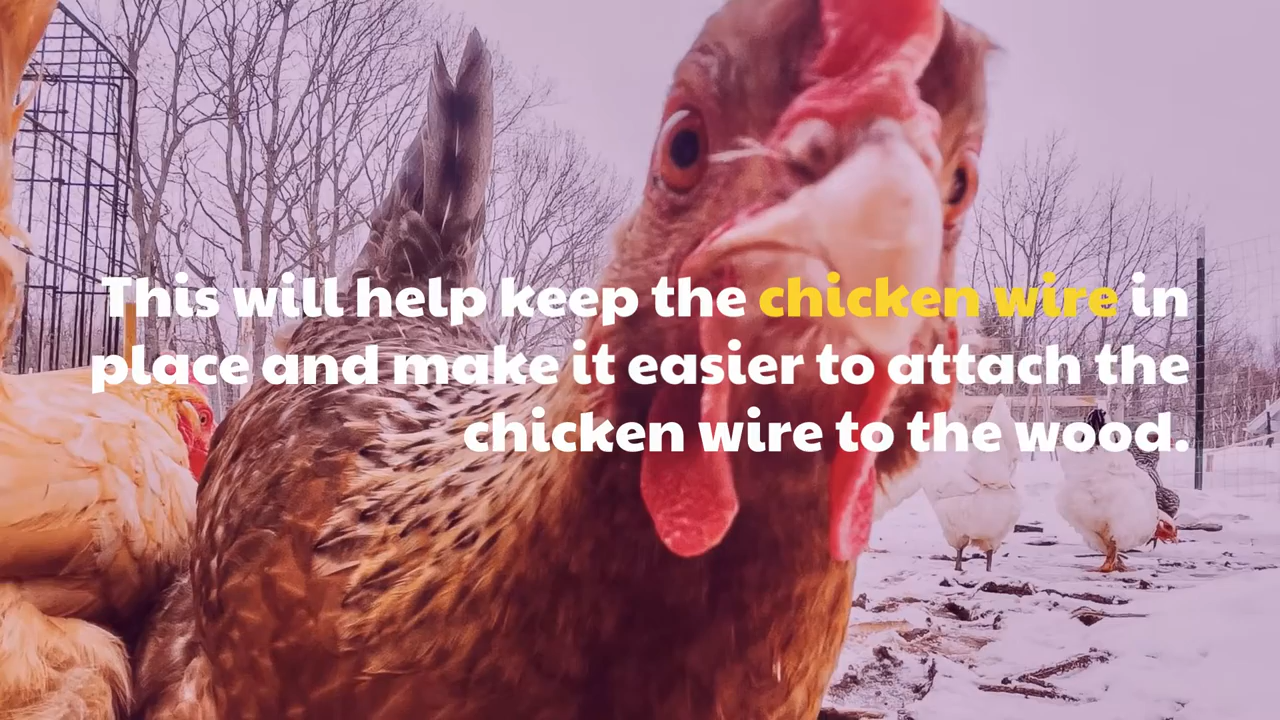 This will help keep the chicken wire in
place and make it easier to attach the
chicken wire to the wood.